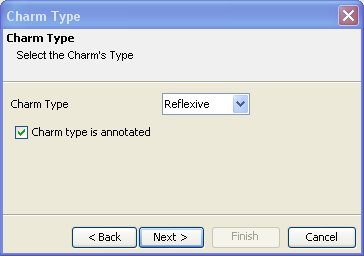 Charm Type
Charm Type
Select the Charm's Type
Charm Type Reflexive
Charm type is annotated
< Back Next > Finish Cancel